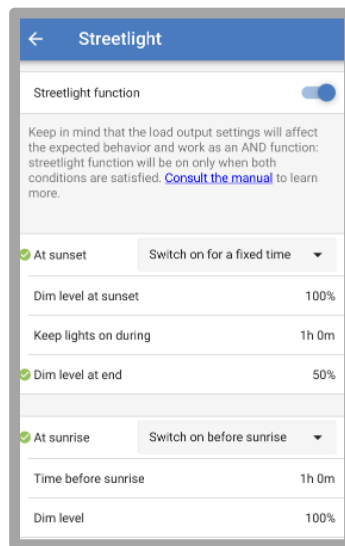 Streetlight
Streetlight function
Keep in mind that the load output settings will affect
the expected behavior and work as an AND function:
streetlight function will be on only when both
conditions are satisfied. Consult the manual to learn
more.
At sunset Switch on for a fixed time
Dim level at sunset 100%
Keep lights on during 1h 0m
Dim level at end 50%
At sunrise Switch on before sunrise
Time before sunrise 1h 0m
Dim level 100%